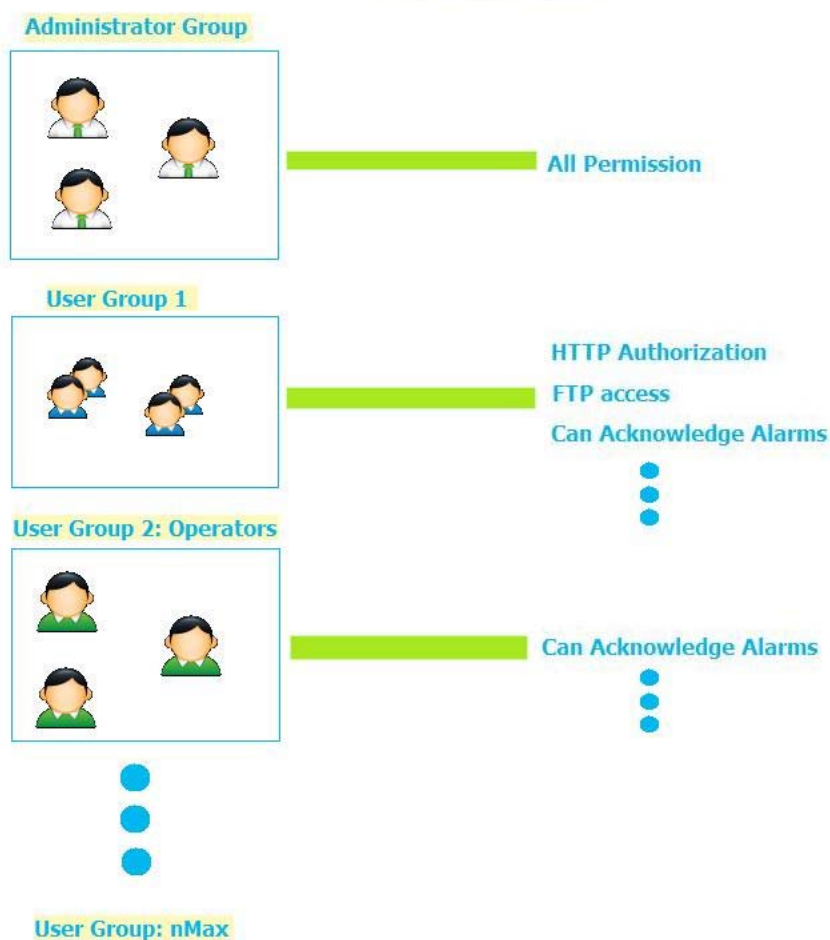 Administrator Group
All Permission
User Group 1
HTTP Authorization
FTP access
Can Acknowledge Alarms
User Group 2: Operators
Can Acknowledge Alarms
User Group: nMax